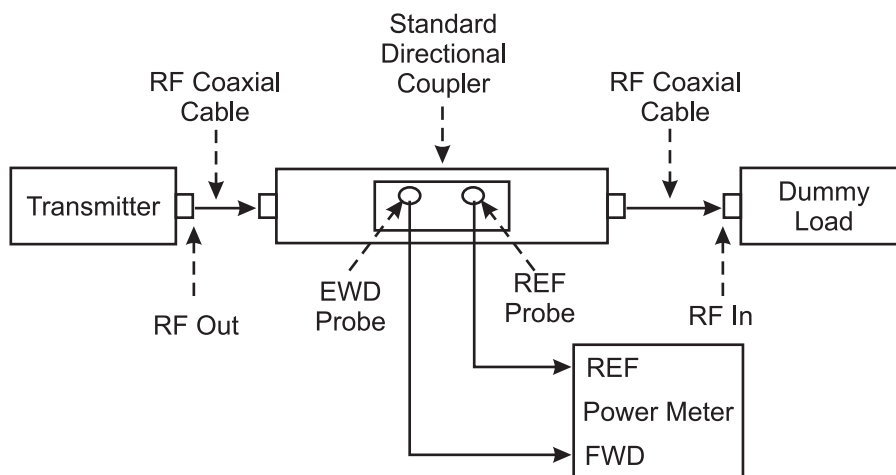 Standard
Directional
Coupler
RF Coaxial
Cable
RF Coaxial
Cable
Transmitter
Dummy
Load
EWD
Probe
REF
Probe
RF Out
RF In
REF
Power Meter
FWD